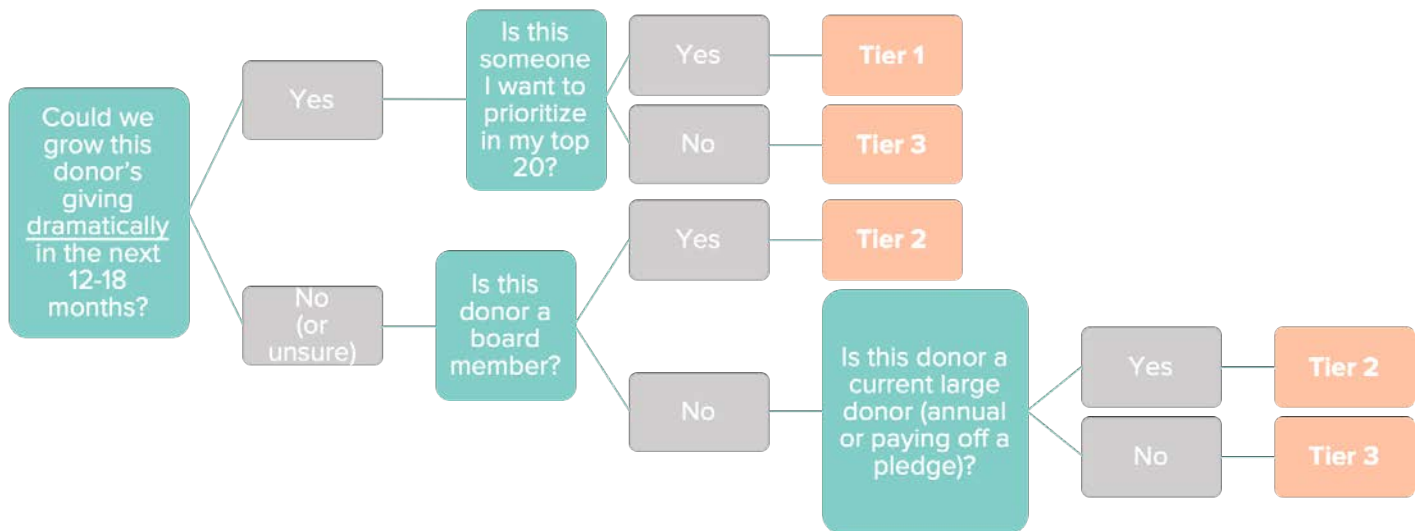 Could we
grow this
donor's
giving
dramatically
in the next
12-18
months?
Yes
Is this
someone
I want to
prioritize
in my top
20?
Yes
Tier 1
No
Tier 3
No
(or
unsure)
Is this
donor a
board
member?
Yes
Tier 2
No
Is this donor a
current large
donor (annual
or paying off a
pledge)?
Yes
Tier 2
No
Tier 3